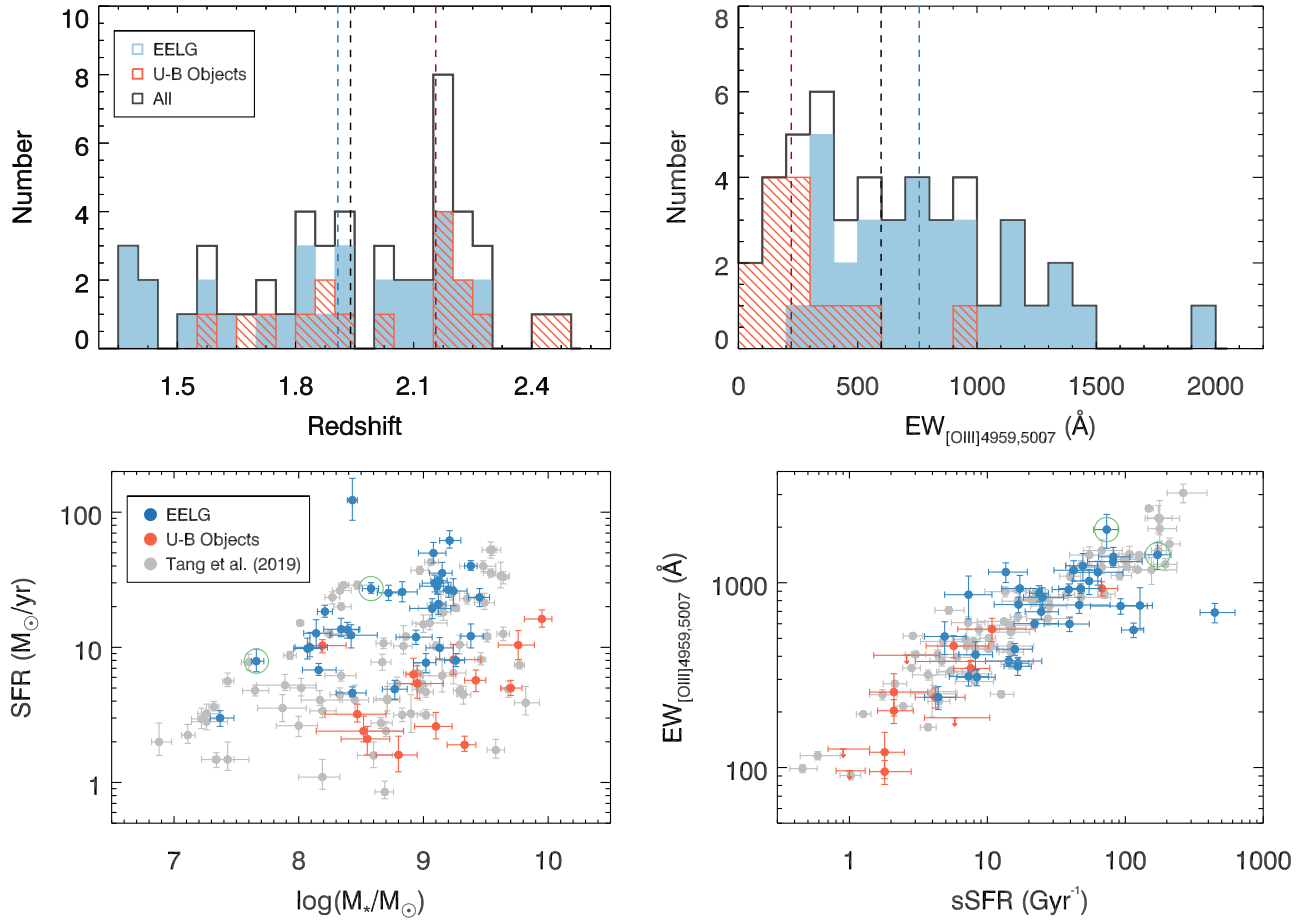 10
8
6
4
2
0
Number
EELG
U-B Objects
All
1.5
1.8
2.1
2.4
Redshift
8
6
4
2
0
Number
0
500
1000
1500
2000
EW[OIII]4959,5007 (Å)
100
10
1
SFR (M⊙/yr)
EELG
U-B Objects
Tang et al. (2019)
7
8
9
10
log(M*/M⊙)
1000
100
EW[OIII]4959,5007 (Å)
1
10
100
1000
sSFR (Gyr-1)